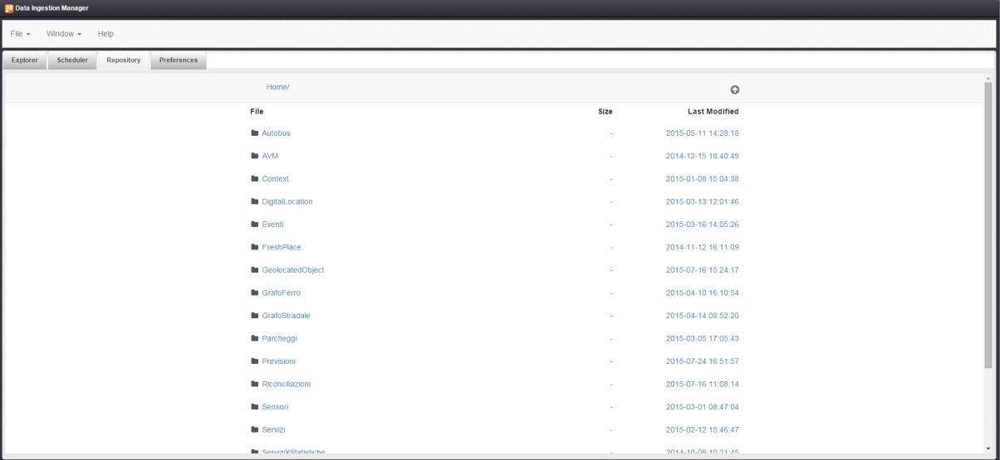 Data Ingestion Manager
File Window Help
Explorer Scheduler Repository Preferences
Home/
File Size Last Modified
Autobus - 2015-05-11 14:28:18
AVM - 2014-12-15 18:40:49
Context - 2015-01-08 15:04:38
DigitalLocation - 2015-03-13 12:01:46
Eventi - 2015-03-16 14:05:26
FreshPlace - 2014-11-12 16:11:09
GeolocatedObject - 2015-07-16 15:24:17
GrafoFerro - 2015-04-10 16:10:54
GrafoStradale - 2015-04-14 08:52:20
Parcheggi - 2015-03-05 17:05:43
Previsioni - 2015-07-24 16:51:57
Riconciliazioni - 2015-07-16 11:08:14
Sensori - 2015-03-01 08:47:04
Servizi - 2015-02-12 15:46:47
ServiziXStatistiche - 2014-10-08 10:21:45